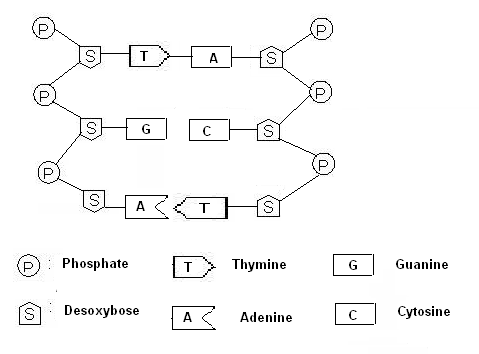 P P
S T A S
P P
S G C S
P P
S A T S
P : Phosphate T Thymine G Guanine
S : Desoxybose A Adenine C Cytosine